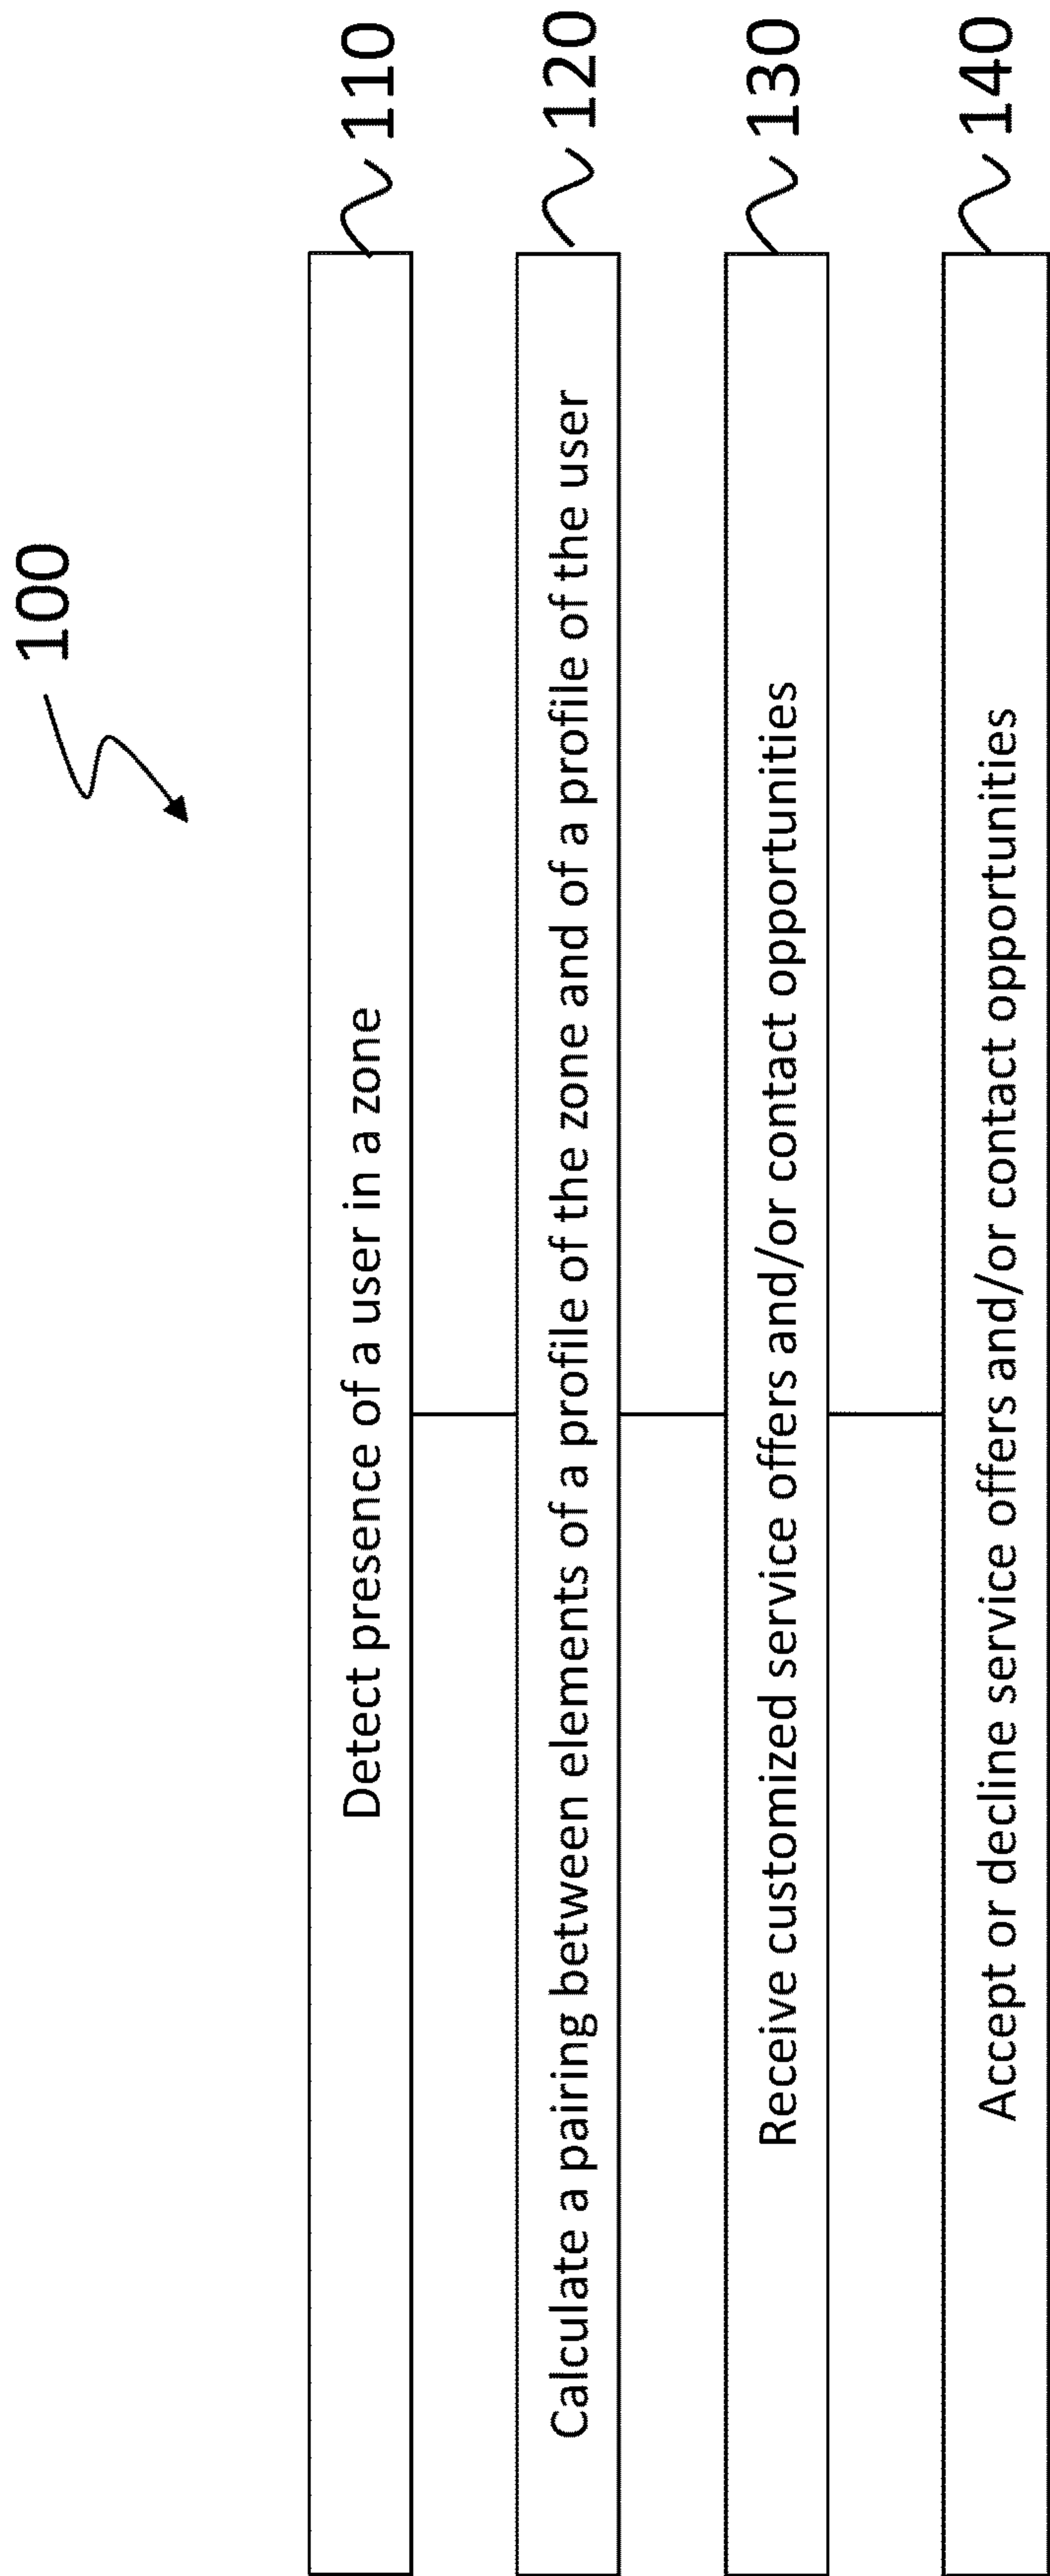 100
Detect presence of a user in a zone
110
Calculate a pairing between elements of a profile of the zone and of a profile of the user
120
Receive customized service offers and/or contact opportunities
130
Accept or decline service offers and/or contact opportunities
140